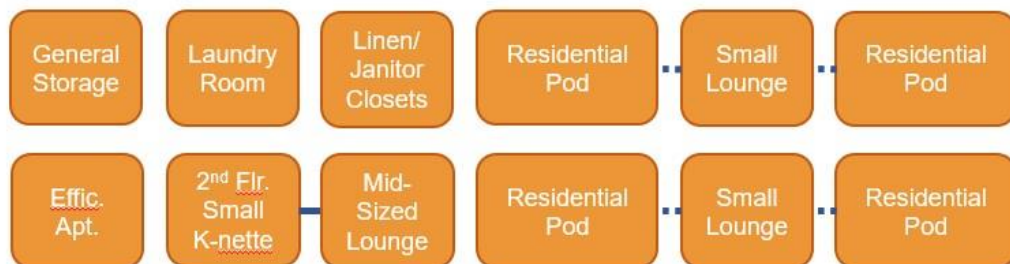 General
Storage
Laundry
Room
Linen/
Janitor
Closets
Residential
Pod
Small
Lounge
Residential
Pod
Effic.
Apt.
2nd Flr.
Small
K-nette
Mid-
Sized
Lounge
Residential
Pod
Small
Lounge
Residential
Pod